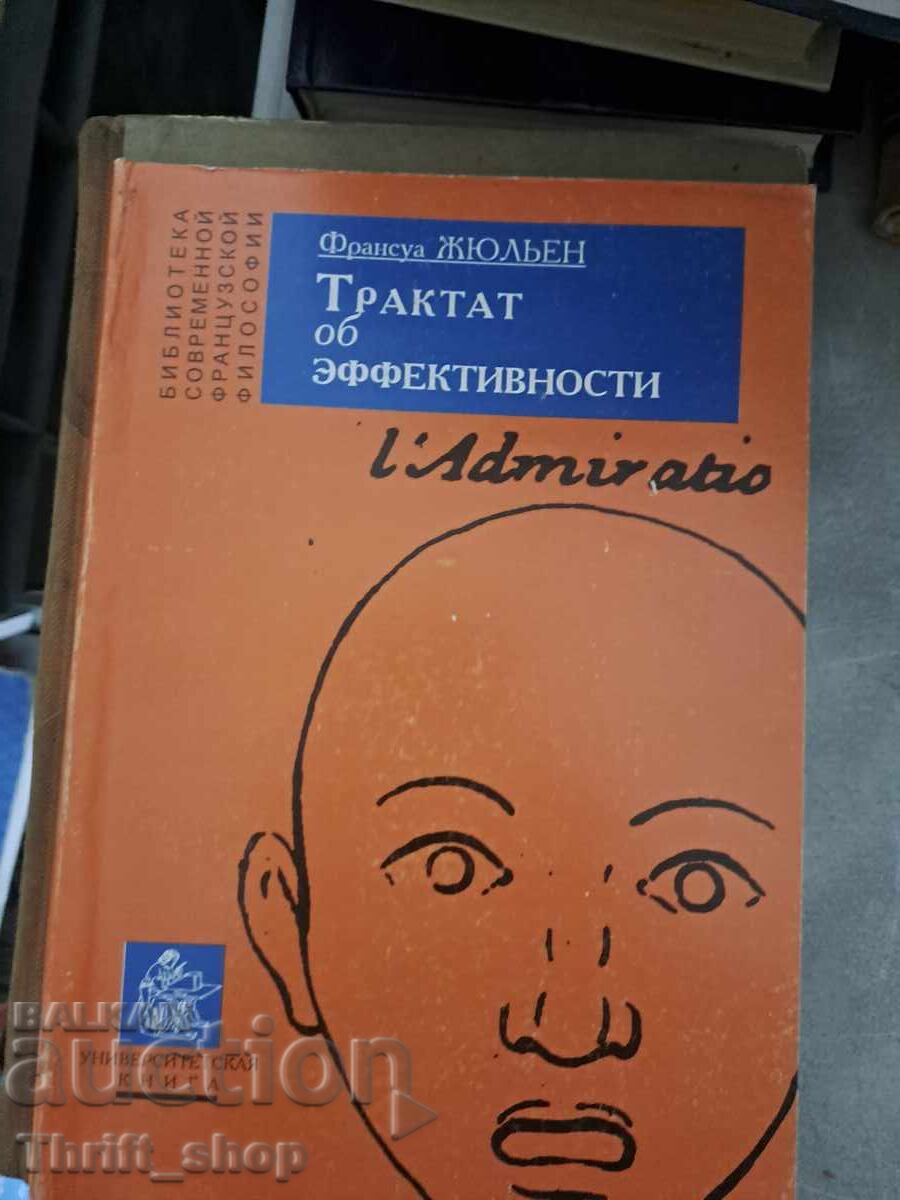 БИБЛИОТЕКА
СОВРЕМЕННОЙ
ФРАНЦУЗСКОЙ
ФИЛОСОФИИ
Франсуа ЖЮЛЬЕН
Трактат
об
эффективности
l'Admiratio
УНИВЕРСИТЕТСКАЯ
КНИГА
BALKAN
auction
Thrift_shop